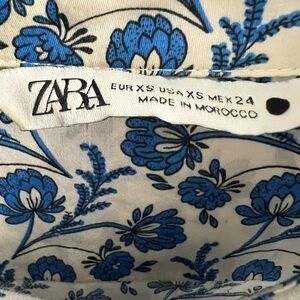 ZARA
EUR XS USA XS MEX 24
MADE IN MOROCCO